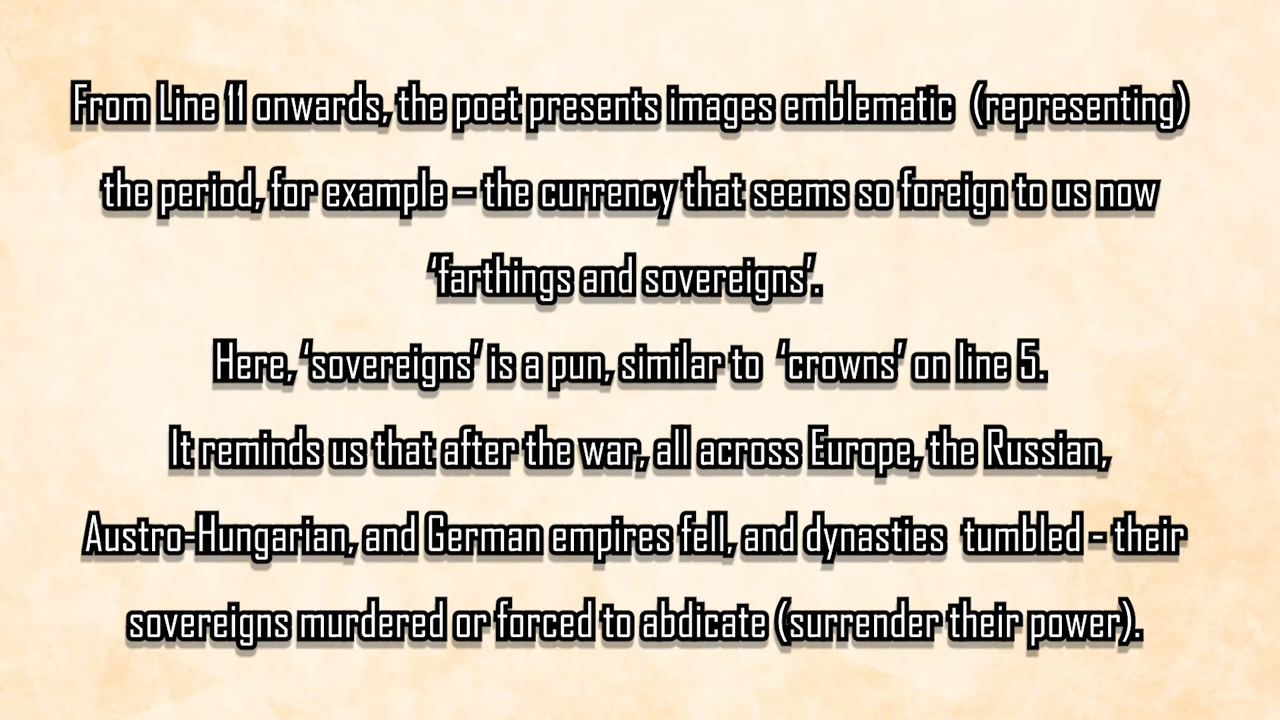 From Line 11 onwards, the poet presents images emblematic (representing)
the period, for example – the currency that seems so foreign to us now
‘farthings and sovereigns’.
Here, ‘sovereigns’ is a pun, similar to ‘crowns’ on line 5.
It reminds us that after the war, all across Europe, the Russian,
Austro-Hungarian, and German empires fell, and dynasties tumbled - their
sovereigns murdered or forced to abdicate (surrender their power).